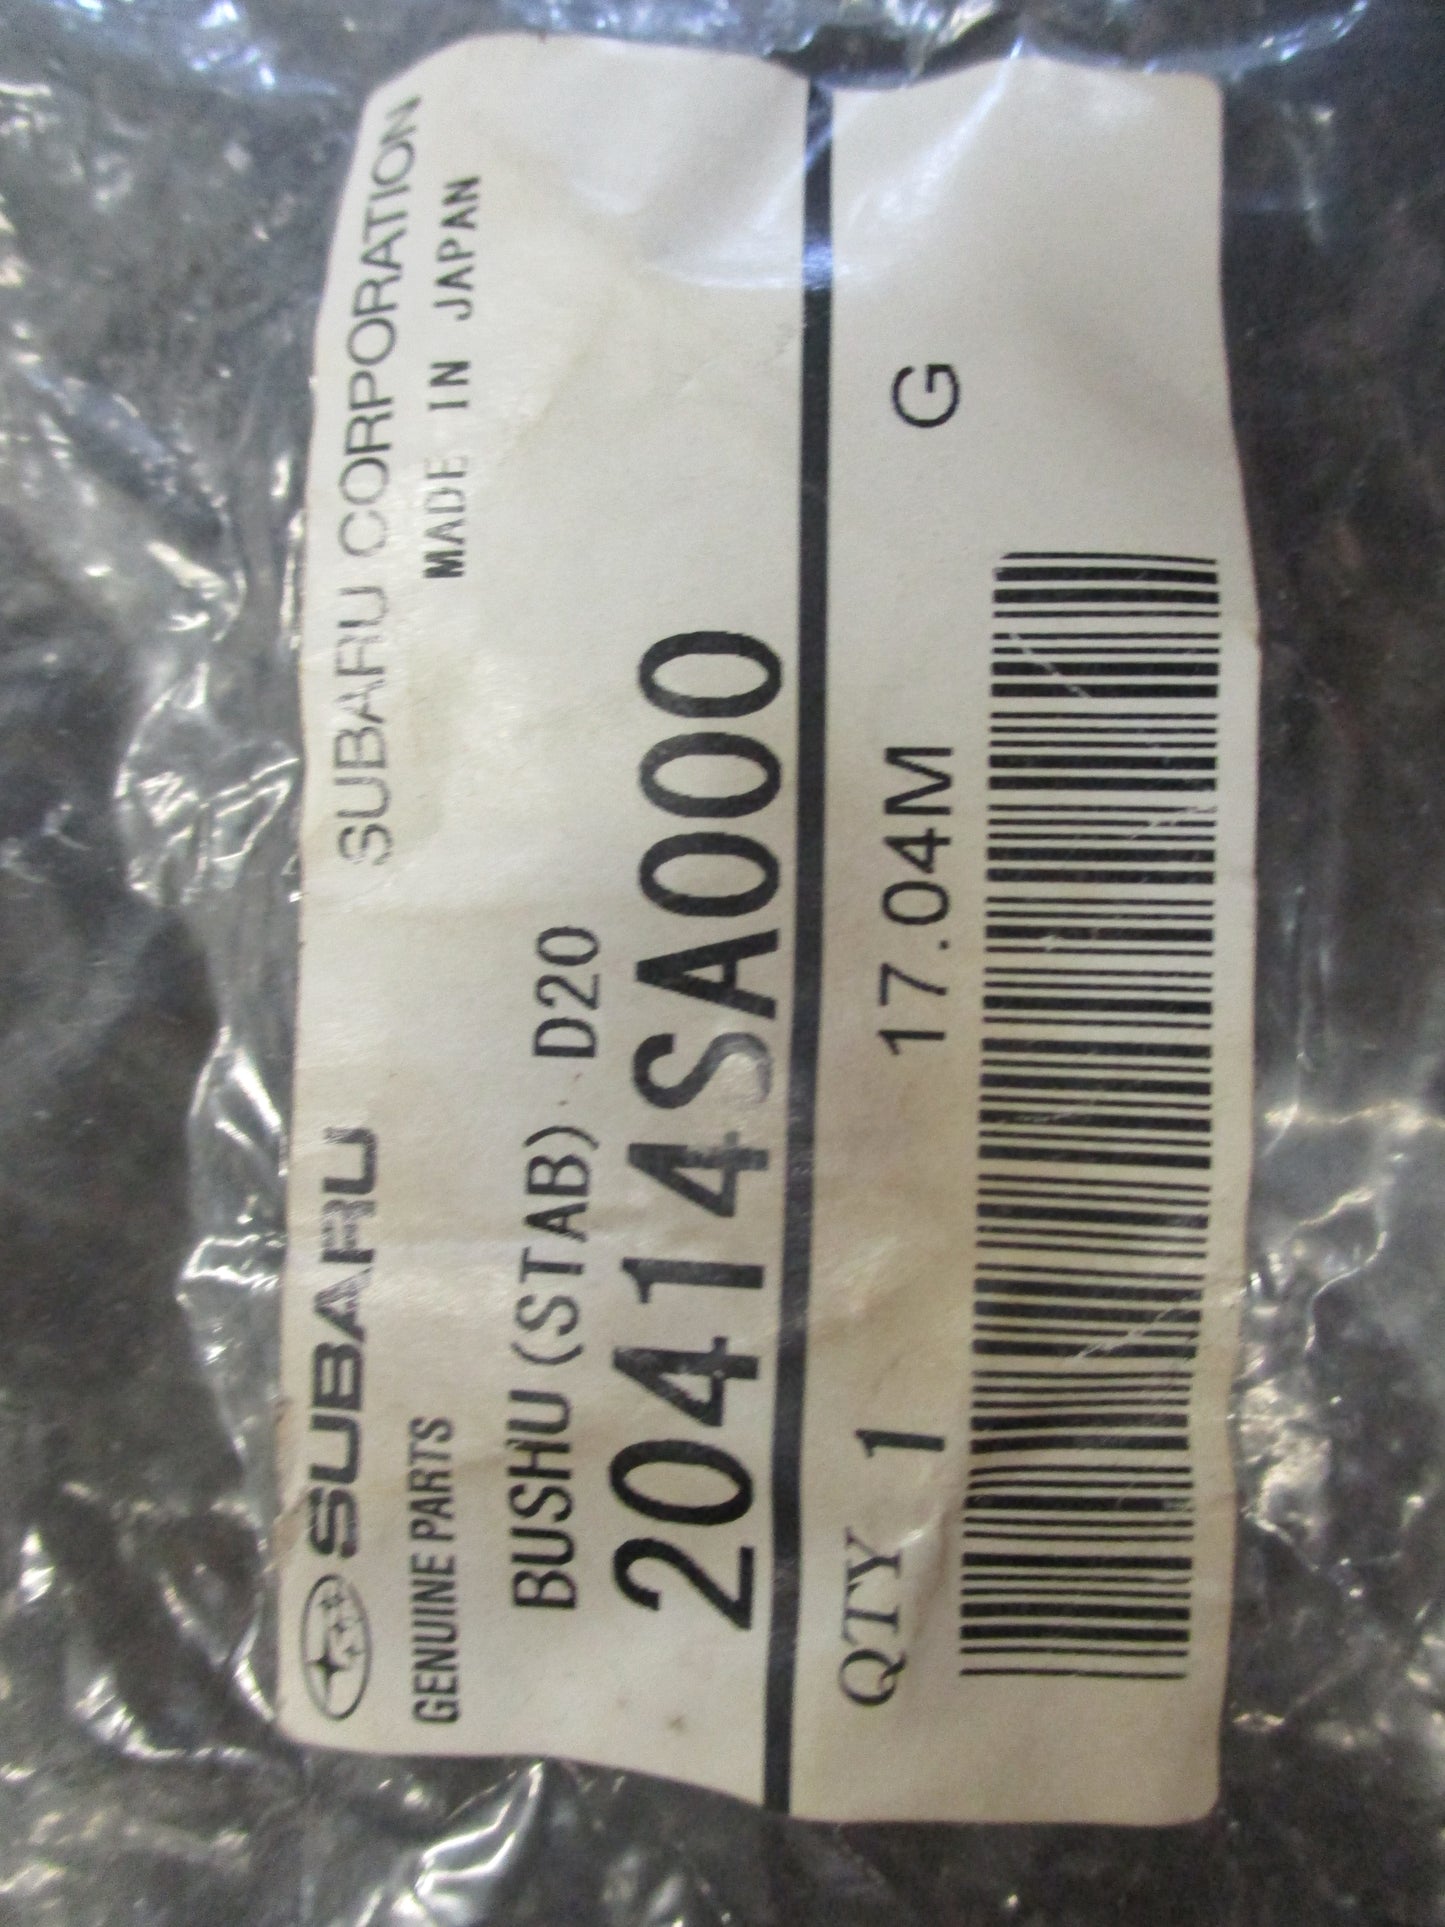 SUBARU SUBARU CORPORATION
GENUINE PARTS MADE IN JAPAN
BUSHU (STAB) D20
20414SA000
QTY 1 17.04M G